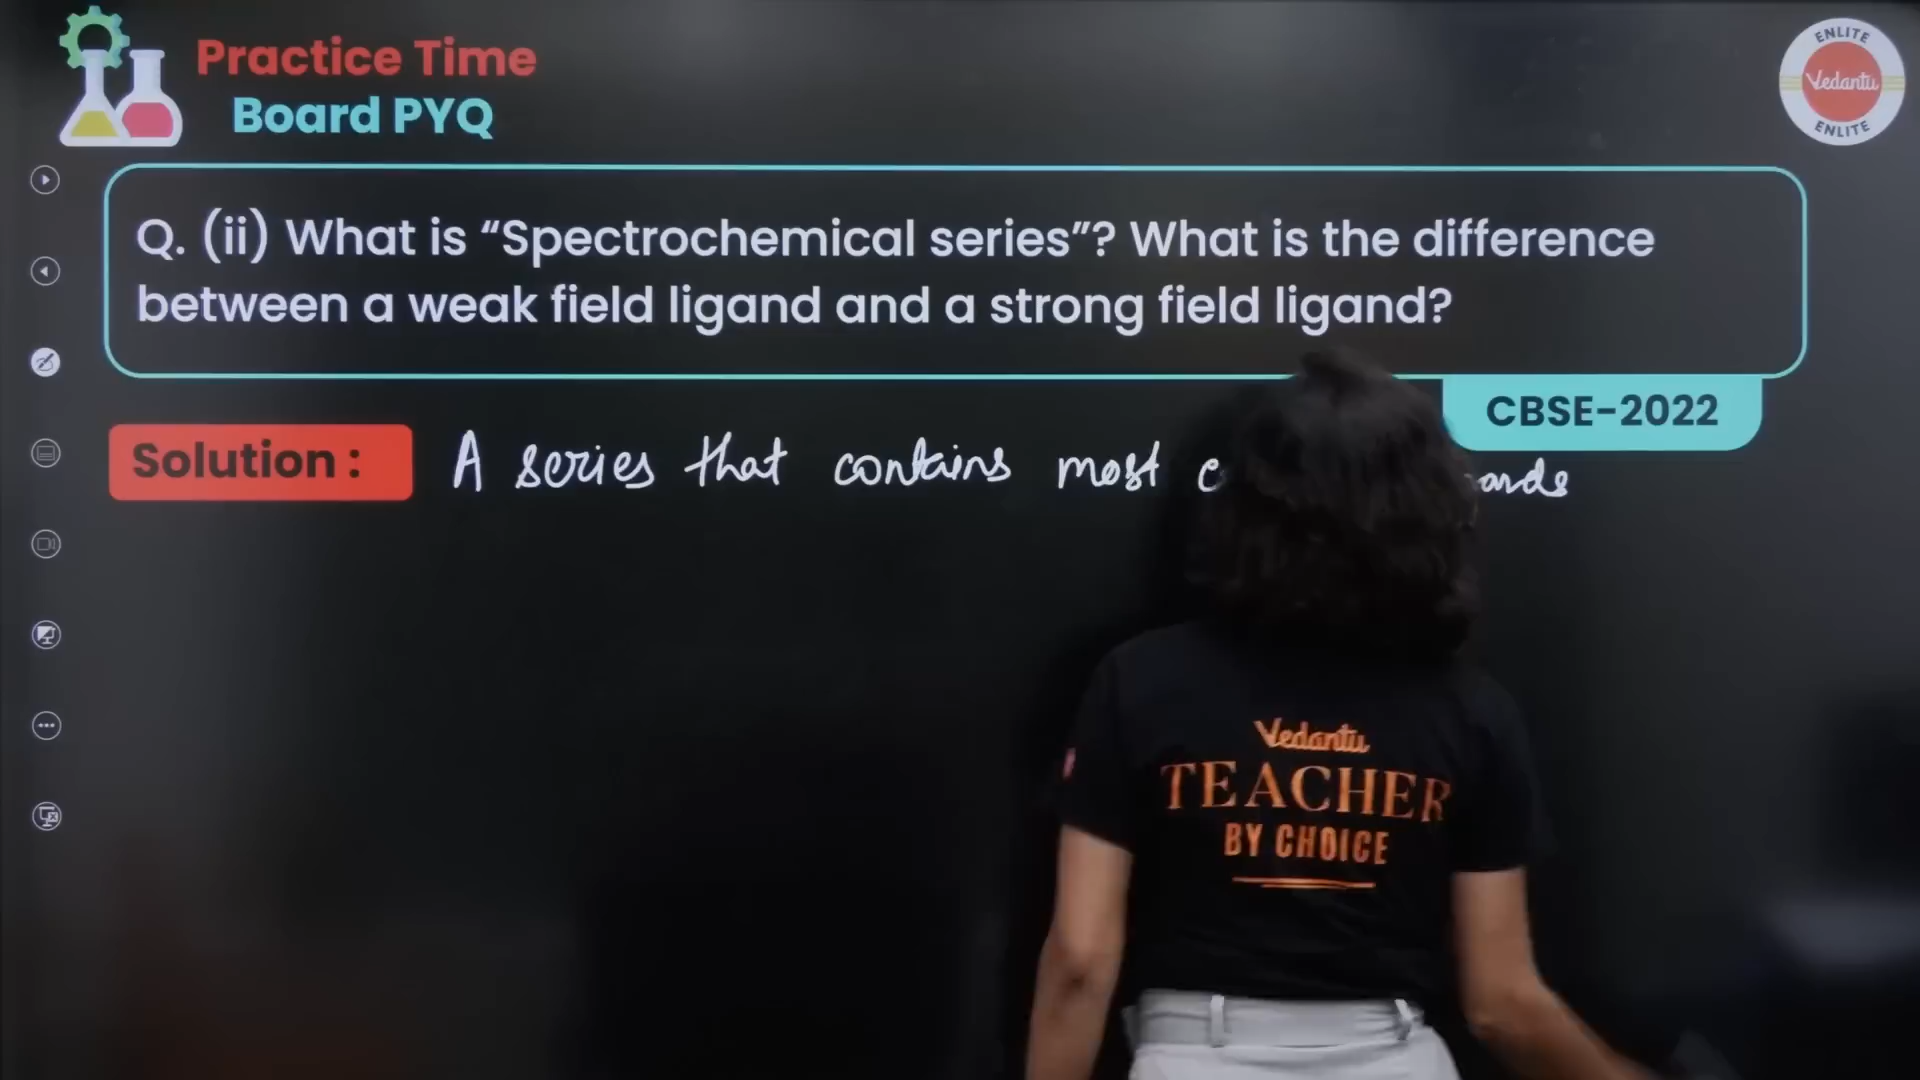 Practice Time
Board PYQ
ENLITE
Vedantu
ENLITE
Q. (ii) What is “Spectrochemical series”? What is the difference
between a weak field ligand and a strong field ligand?
CBSE-2022
Solution :
A series that contains most
Vedantu
TEACHER
BY CHOICE